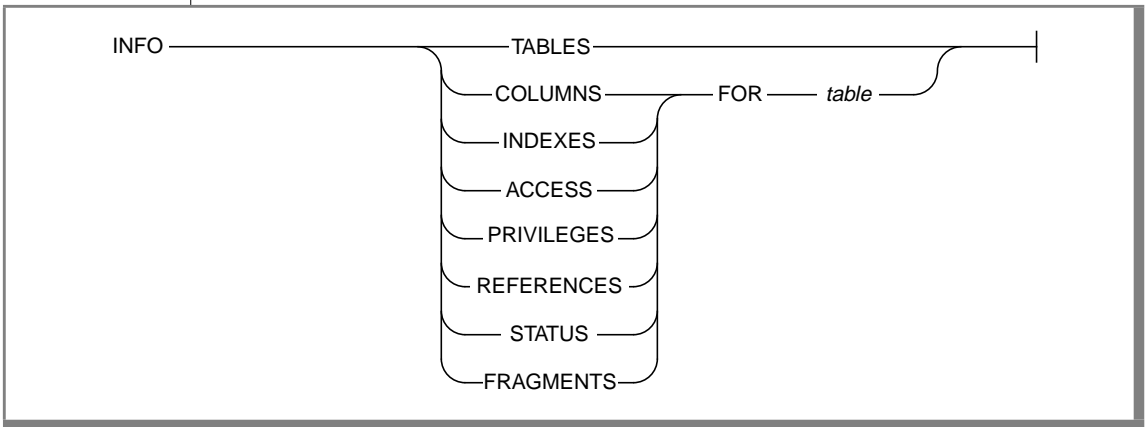 INFO TABLES
COLUMNS FOR table
INDEXES
ACCESS
PRIVILEGES
REFERENCES
STATUS
FRAGMENTS